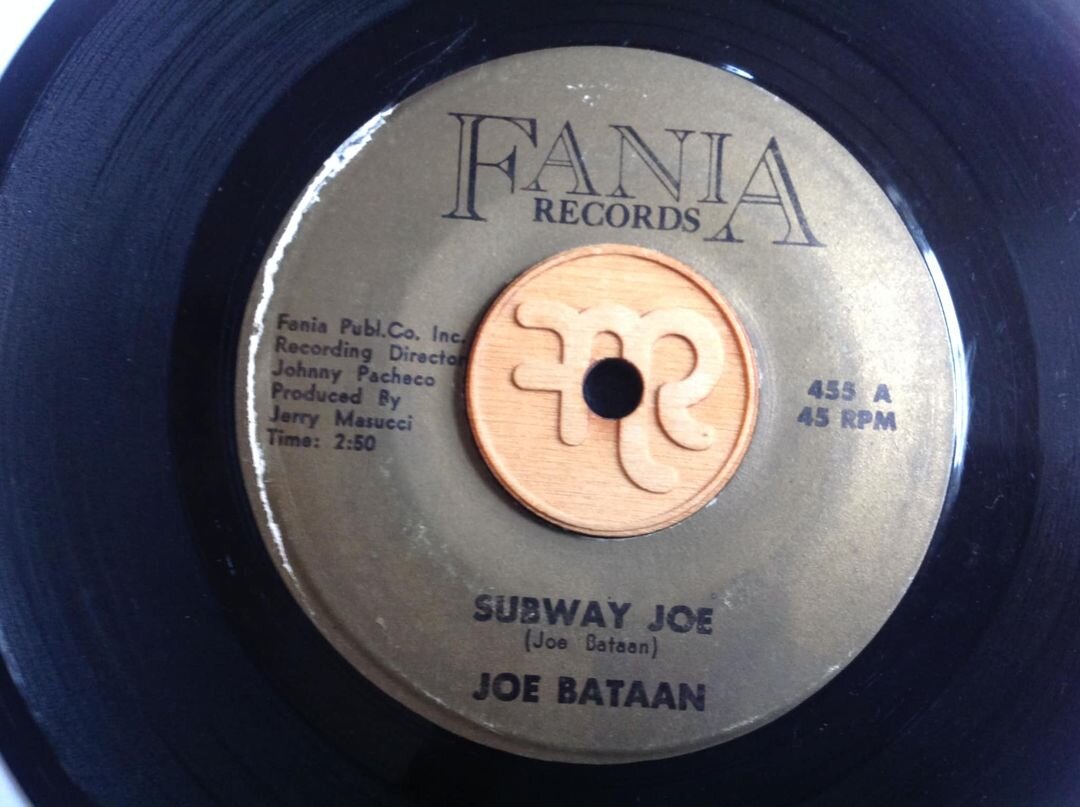 FANIA
RECORDS
Fania Publ.Co. Inc.
Recording Director
Johnny Pacheco
Produced By
Jerry Masucci
Time: 2:50
455 A
45 RPM
SUBWAY JOE
(Joe Bataan)
JOE BATAAN